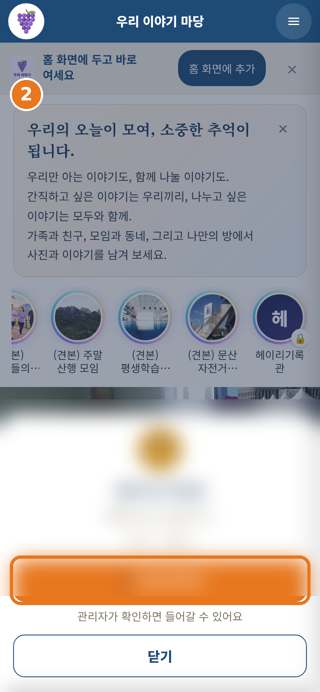 우리 이야기 마당
홈 화면에 두고 바로
여세요
홈 화면에 추가
2
우리의 오늘이 모여, 소중한 추억이
됩니다.
우리만 아는 이야기도, 함께 나눌 이야기도.
간직하고 싶은 이야기는 우리끼리, 나누고 싶은
이야기는 모두와 함께.
가족과 친구, 모임과 동네, 그리고 나만의 방에서
사진과 이야기를 남겨 보세요.
헤
본)
들의…
(견본) 주말
산행 모임
(견본)
평생학습…
(견본) 문산
자전거…
헤이리기록
관
관리자가 확인하면 들어갈 수 있어요
닫기